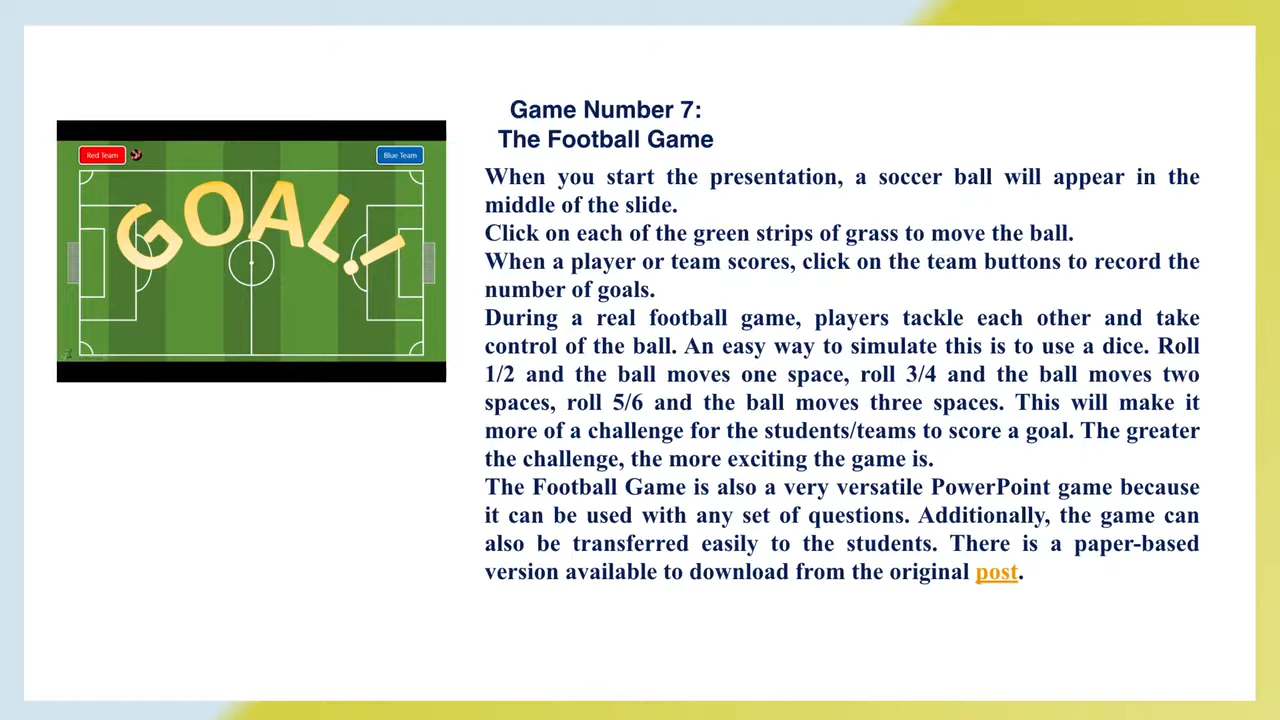 Game Number 7:
The Football Game
Red Team
Blue Team
GOAL!
When you start the presentation, a soccer ball will appear in the
middle of the slide.
Click on each of the green strips of grass to move the ball.
When a player or team scores, click on the team buttons to record the
number of goals.
During a real football game, players tackle each other and take
control of the ball. An easy way to simulate this is to use a dice. Roll
1/2 and the ball moves one space, roll 3/4 and the ball moves two
spaces, roll 5/6 and the ball moves three spaces. This will make it
more of a challenge for the students/teams to score a goal. The greater
the challenge, the more exciting the game is.
The Football Game is also a very versatile PowerPoint game because
it can be used with any set of questions. Additionally, the game can
also be transferred easily to the students. There is a paper-based
version available to download from the original post.